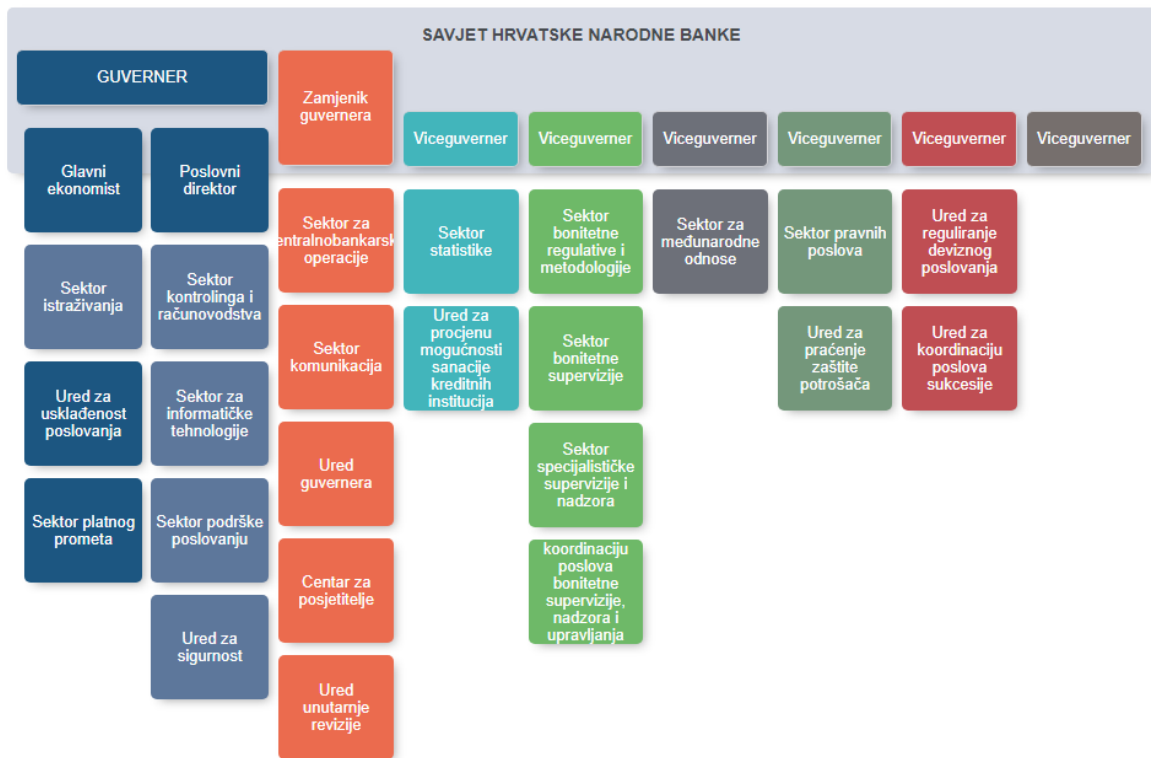 SAVJET HRVATSKE NARODNE BANKE
GUVERNER
Glavni
ekonomist
Sektor
istraživanja
Ured za
usklađenost
poslovanja
Sektor platnog
prometa
Poslovni
direktor
Sektor
kontrolinga i
računovodstva
Sektor za
informatičke
tehnologije
Sektor podrške
poslovanju
Ured za
sigurnost
Zamjenik
guvernera
Sektor za
entralnobankarsk
operacije
Sektor
komunikacija
Ured
guvernera
Centar za
posjetitelje
Ured
unutarnje
revizije
Viceguverner
Sektor
statistike
Ured za
procjenu
mogućnosti
sanacije
kreditnih
institucija
Viceguverner
Sektor
bonitetne
regulative i
metodologije
Sektor
bonitetne
supervizije
Sektor
specijalističke
supervizije i
nadzora
koordinaciju
poslova
bonitetne
supervizije,
nadzora i
upravljanja
Viceguverner
Sektor za
međunarodne
odnose
Viceguverner
Sektor pravnih
poslova
Ured za
praćenje
zaštite
potrošača
Viceguverner
Ured za
reguliranje
deviznog
poslovanja
Ured za
koordinaciju
poslova
sukcesije
Viceguverner